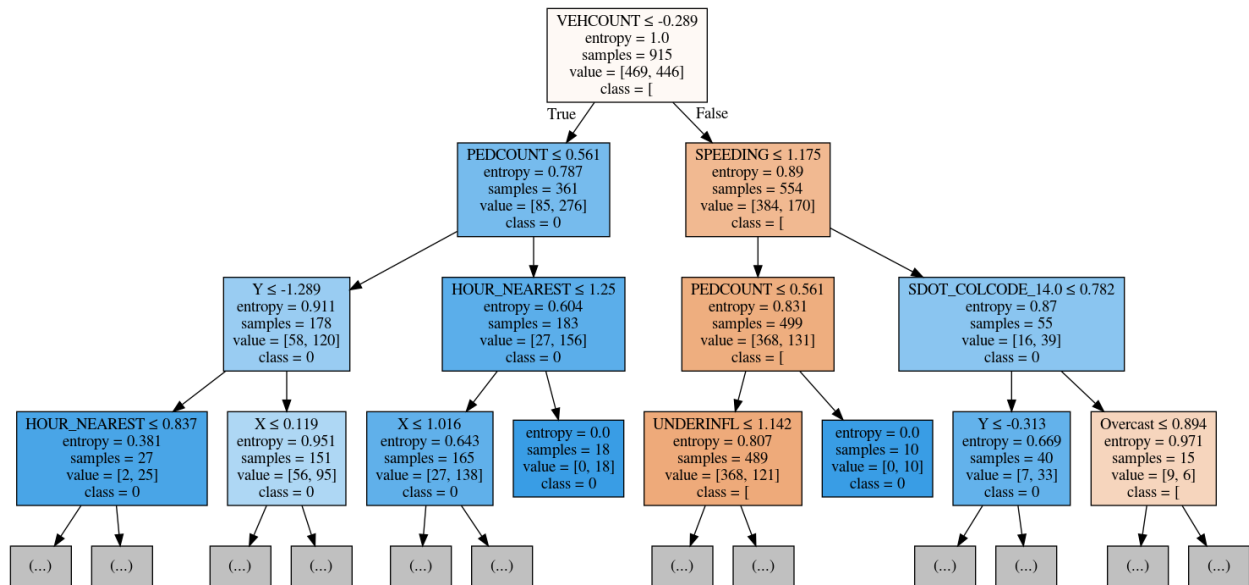 VEHCOUNT ≤ -0.289
entropy = 1.0
samples = 915
value = [469, 446]
class = [
True
False
PEDCOUNT ≤ 0.561
entropy = 0.787
samples = 361
value = [85, 276]
class = 0
SPEEDING ≤ 1.175
entropy = 0.89
samples = 554
value = [384, 170]
class = [
Y ≤ -1.289
entropy = 0.911
samples = 178
value = [58, 120]
class = 0
HOUR_NEAREST ≤ 1.25
entropy = 0.604
samples = 183
value = [27, 156]
class = 0
PEDCOUNT ≤ 0.561
entropy = 0.831
samples = 499
value = [368, 131]
class = [
SDOT_COLCODE_14.0 ≤ 0.782
entropy = 0.87
samples = 55
value = [16, 39]
class = 0
HOUR_NEAREST ≤ 0.837
entropy = 0.381
samples = 27
value = [2, 25]
class = 0
X ≤ 0.119
entropy = 0.951
samples = 151
value = [56, 95]
class = 0
X ≤ 1.016
entropy = 0.643
samples = 165
value = [27, 138]
class = 0
entropy = 0.0
samples = 18
value = [0, 18]
class = 0
UNDERINFL ≤ 1.142
entropy = 0.807
samples = 489
value = [368, 121]
class = [
entropy = 0.0
samples = 10
value = [0, 10]
class = 0
Y ≤ -0.313
entropy = 0.669
samples = 40
value = [7, 33]
class = 0
Overcast ≤ 0.894
entropy = 0.971
samples = 15
value = [9, 6]
class = [
(...)
(...)
(...)
(...)
(...)
(...)
(...)
(...)
(...)
(...)
(...)
(...)